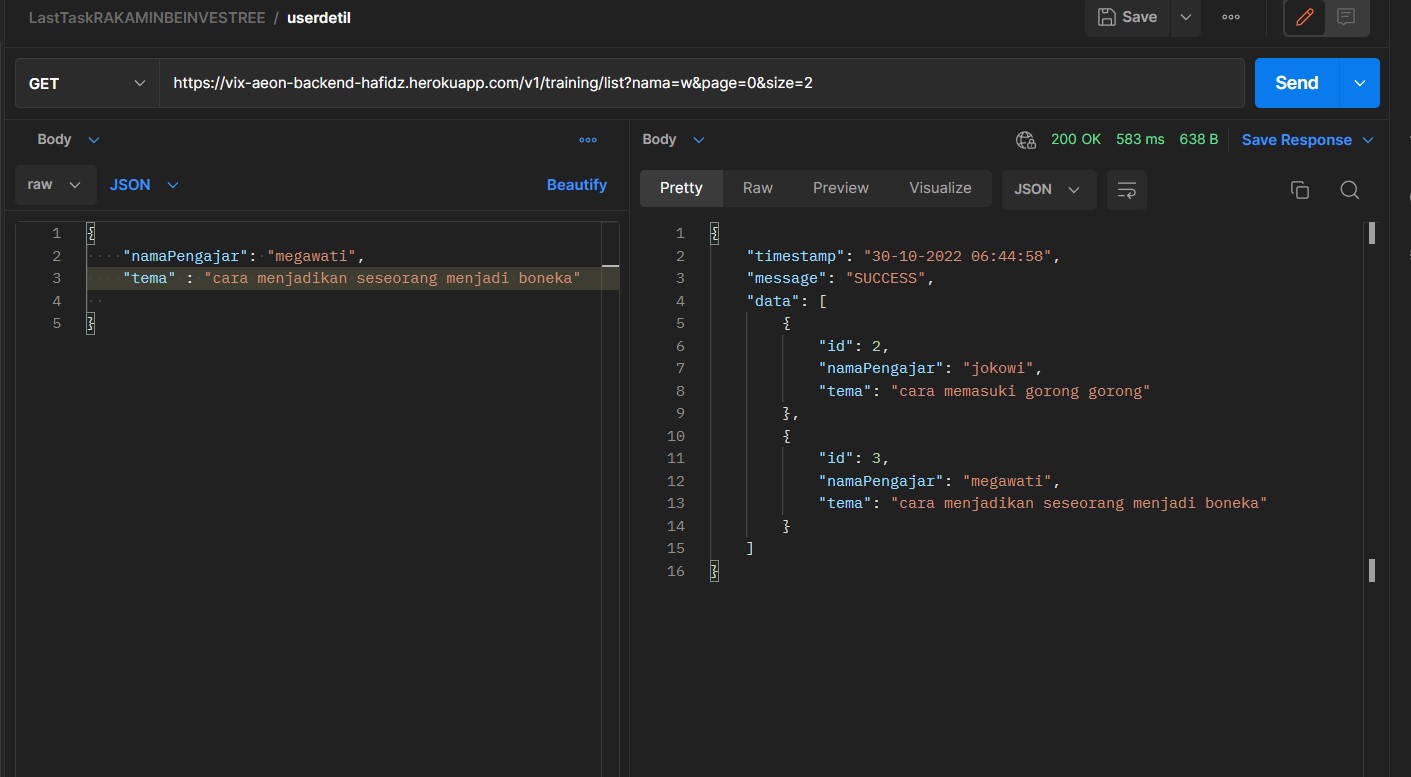 LastTaskRAKAMINBEINVESTREE / userdetil
Save
GET
https://vix-aeon-backend-hafidz.herokuapp.com/v1/training/list?nama=w&page=0&size=2
Send
Body
raw
JSON
Beautify
1 {
2 "namaPengajar": "megawati",
3 "tema" : "cara menjadikan seseorang menjadi boneka"
4
5 }
Body
200 OK 583 ms 638 B Save Response
Pretty Raw Preview Visualize JSON
1 {
2 "timestamp": "30-10-2022 06:44:58",
3 "message": "SUCCESS",
4 "data": [
5 {
6 "id": 2,
7 "namaPengajar": "jokowi",
8 "tema": "cara memasuki gorong gorong"
9 },
10 {
11 "id": 3,
12 "namaPengajar": "megawati",
13 "tema": "cara menjadikan seseorang menjadi boneka"
14 }
15 ]
16 }